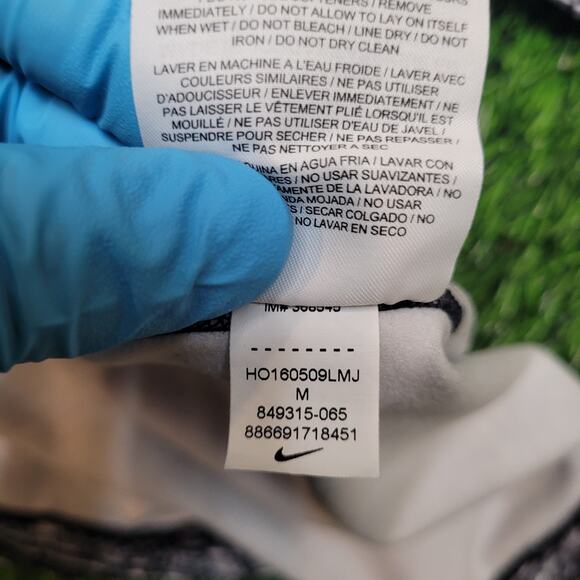 IMMEDIATELY / DO NOT ALLOW TO LAY ON ITSELF
WHEN WET / DO NOT BLEACH / LINE DRY / DO NOT
IRON / DO NOT DRY CLEAN
LAVER EN MACHINE A L'EAU FROIDE / LAVER AVEC
COULEURS SIMILAIRES / NE PAS UTILISER
D'ADOUCISSEUR / ENLEVER IMMEDIATEMENT / NE
PAS LAISSER LE VÊTEMENT PLIÉ LORSQU'IL EST
MOUILLÉ / NE PAS UTILISER D'EAU DE JAVEL /
SUSPENDRE POUR SECHER / NE PAS REPASSER /
NE PAS NETTOYER A SEC
EN AGUA FRIA / LAVAR CON
/ NO USAR SUAVIZANTES /
DE LA LAVADORA / NO
MOJADA / NO USAR
/ SECAR COLGADO / NO
NO LAVAR EN SECO
IM# 368545
HO160509LMJ
M
849315-065
886691718451